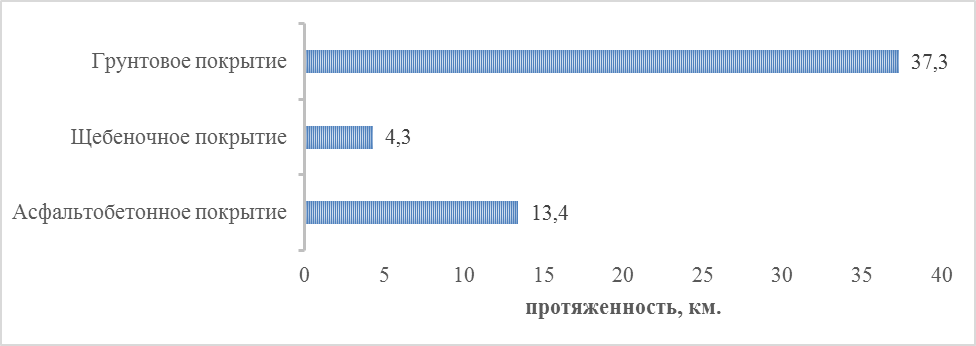 Грунтовое покрытие 37,3
Щебеночное покрытие 4,3
Асфальтобетонное покрытие 13,4
0 5 10 15 20 25 30 35 40
протяженность, км.